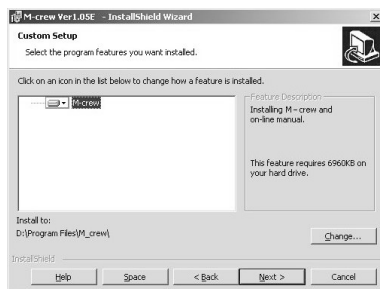 M-crew Ver1.05E - InstallShield Wizard
Custom Setup
Select the program features you want installed.
Click on an icon in the list below to change how a feature is installed.
M-crew
Feature Description
Installing M-crew and
on-line manual.
This feature requires 6960KB on
your hard drive.
Install to:
D:\Program Files\M_crew\
Change...
InstallShield
Help
Space
< Back
Next >
Cancel